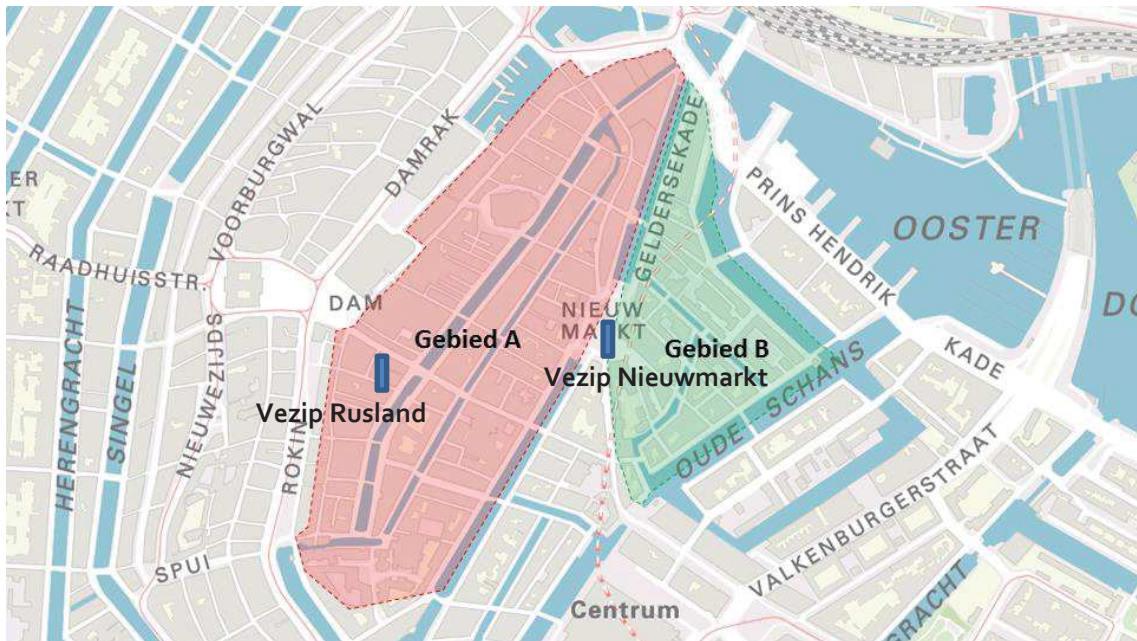 OOSTER
PRINS HENDRIK
KADE
DAMRAK
VOORBURGWAL
NIEUWEZIJDS
RAADHUISSTR.
HERENGRACHT
SINGEL
DAM
ROKIN
SPUI
GELDERSEKADE
NIEUW
MARKT
Gebied A
Vezip Rusland
Gebied B
Vezip Nieuwmarkt
OUDE SCHANS
VALKENBURGERSTRAAT
Centrum
GRACHT
ER
KT
DO